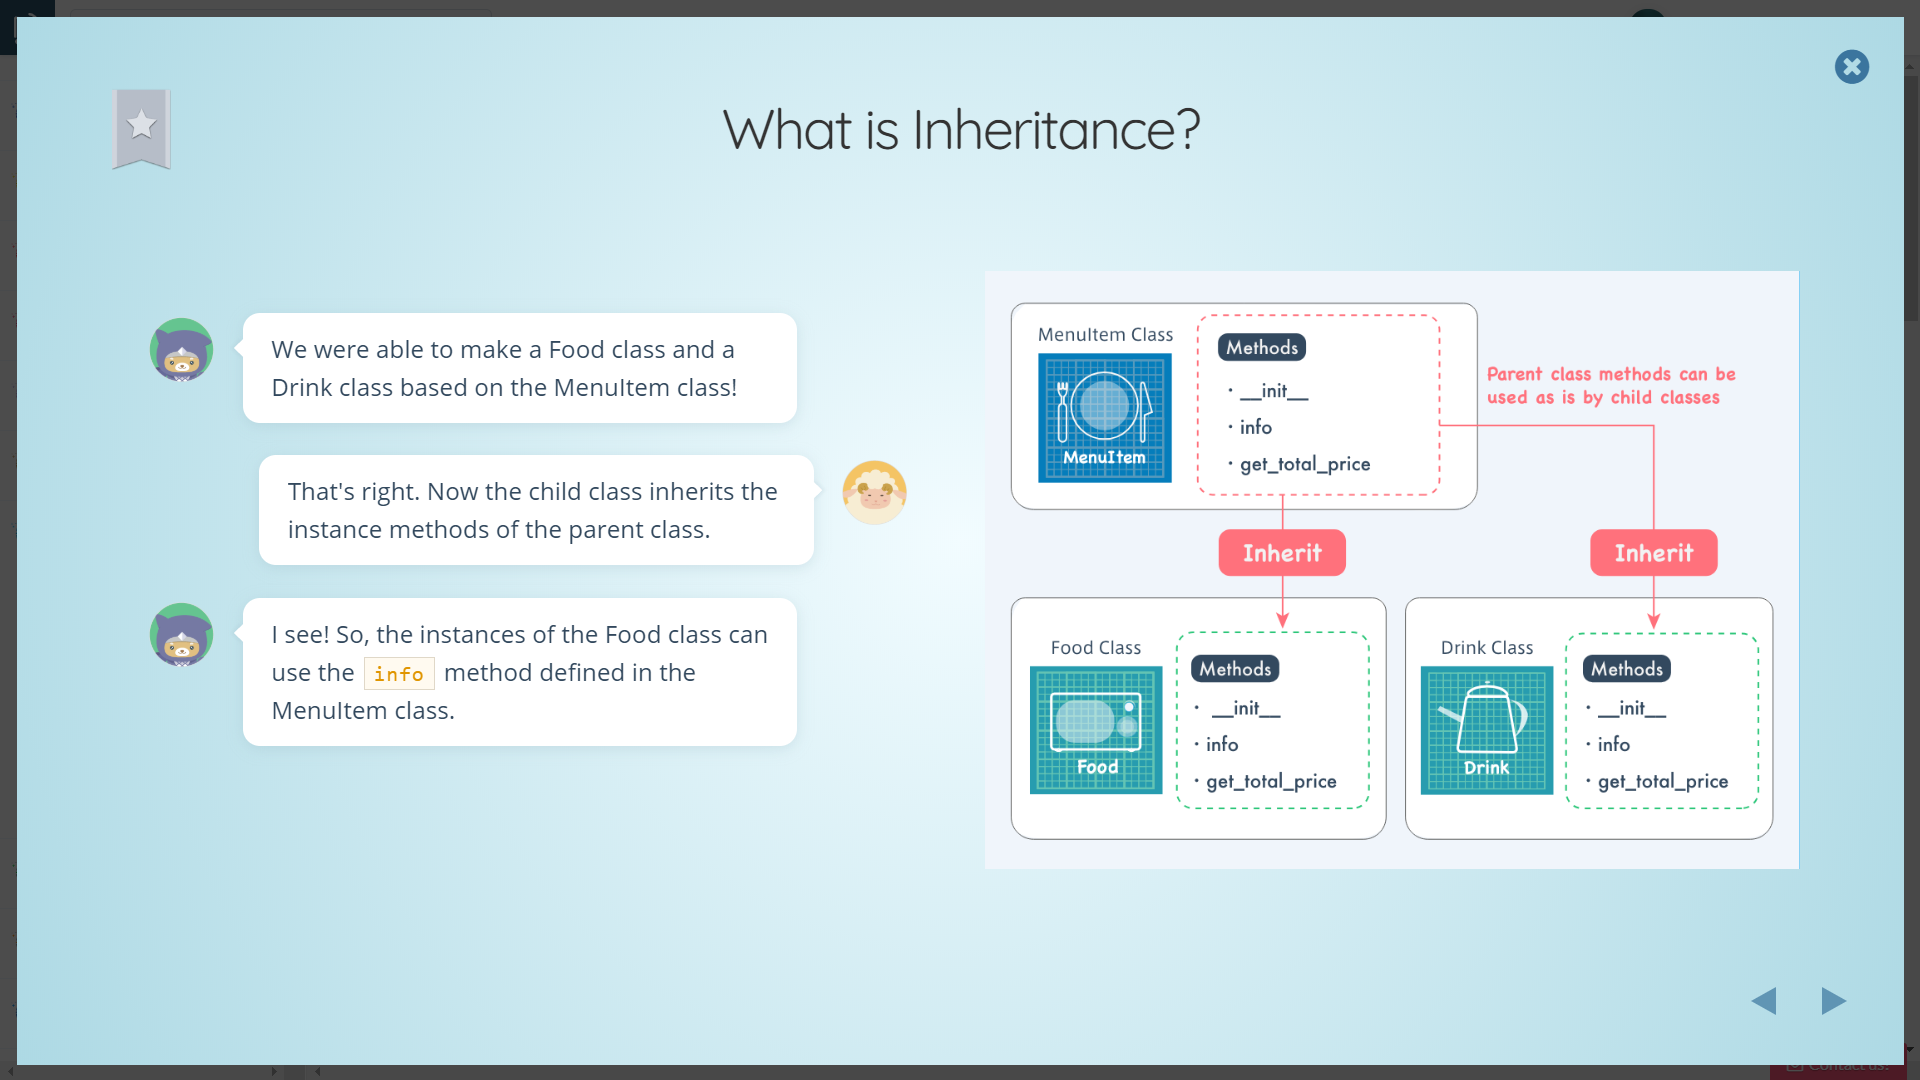 What is Inheritance?
We were able to make a Food class and a
Drink class based on the MenuItem class!
That's right. Now the child class inherits the
instance methods of the parent class.
I see! So, the instances of the Food class can
use the info method defined in the
MenuItem class.
MenuItem Class
MenuItem
Methods
・__init__
・info
・get_total_price
Parent class methods can be
used as is by child classes
Inherit
Inherit
Food Class
Food
Methods
・ __init__
・info
・get_total_price
Drink Class
Drink
Methods
・__init__
・info
・get_total_price
Contact us!